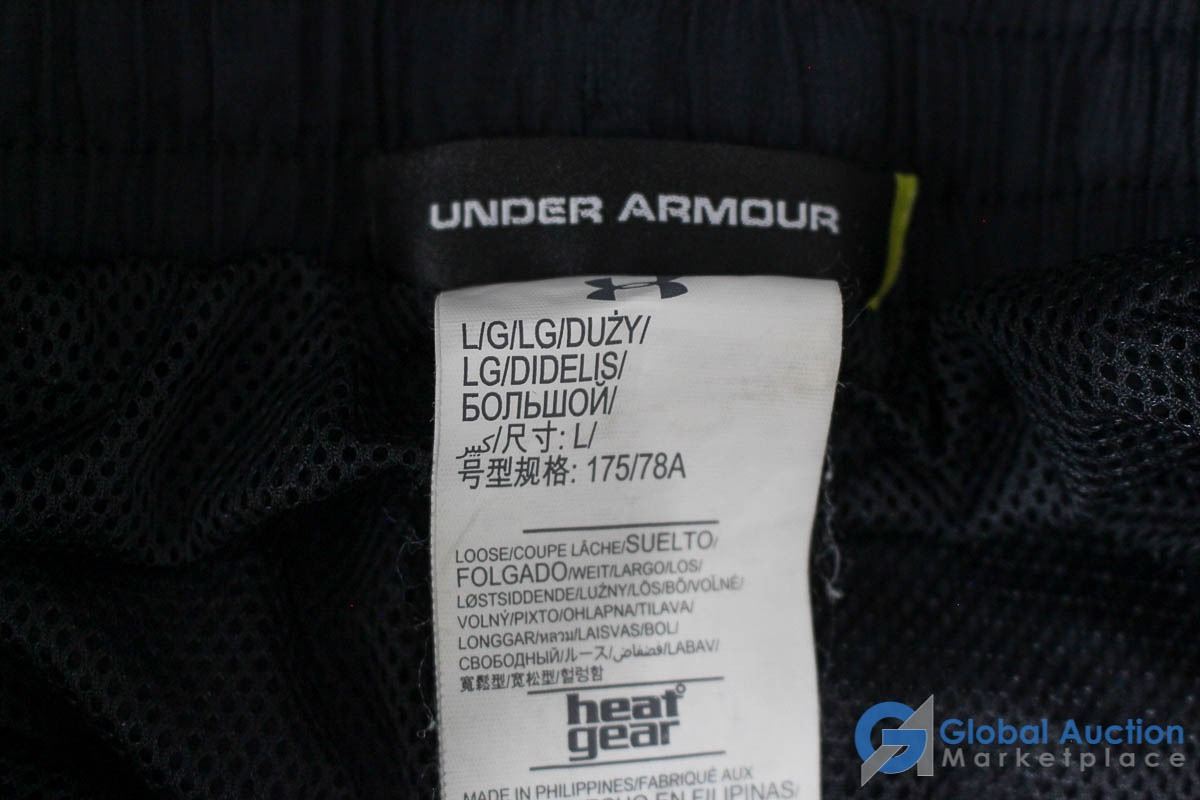 UNDER ARMOUR
L/G/LG/DUŻY/
LG/DIDELIS/
БОЛЬШОЙ/
كبير/尺寸: L/
号型规格: 175/78A
LOOSE/COUPE LÂCHE/SUELTO/
FOLGADO/WEIT/LARGO/LOS/
LØSTSIDDENDE/LUŹNY/LÖS/BŐ/VOĽNÉ/
VOLNÝ/PIXTO/OHLAPNA/TILAVA/
LONGGAR/หลวม/LAISVAS/BOL/
СВОБОДНЫЙ/ルース/فضفاض/LABAV/
寬鬆型/宽松型/헐렁함
heat
gear
MADE IN PHILIPPINES/FABRIQUÉ AUX
EN FILIPINAS/
Global Auction
Marketplace